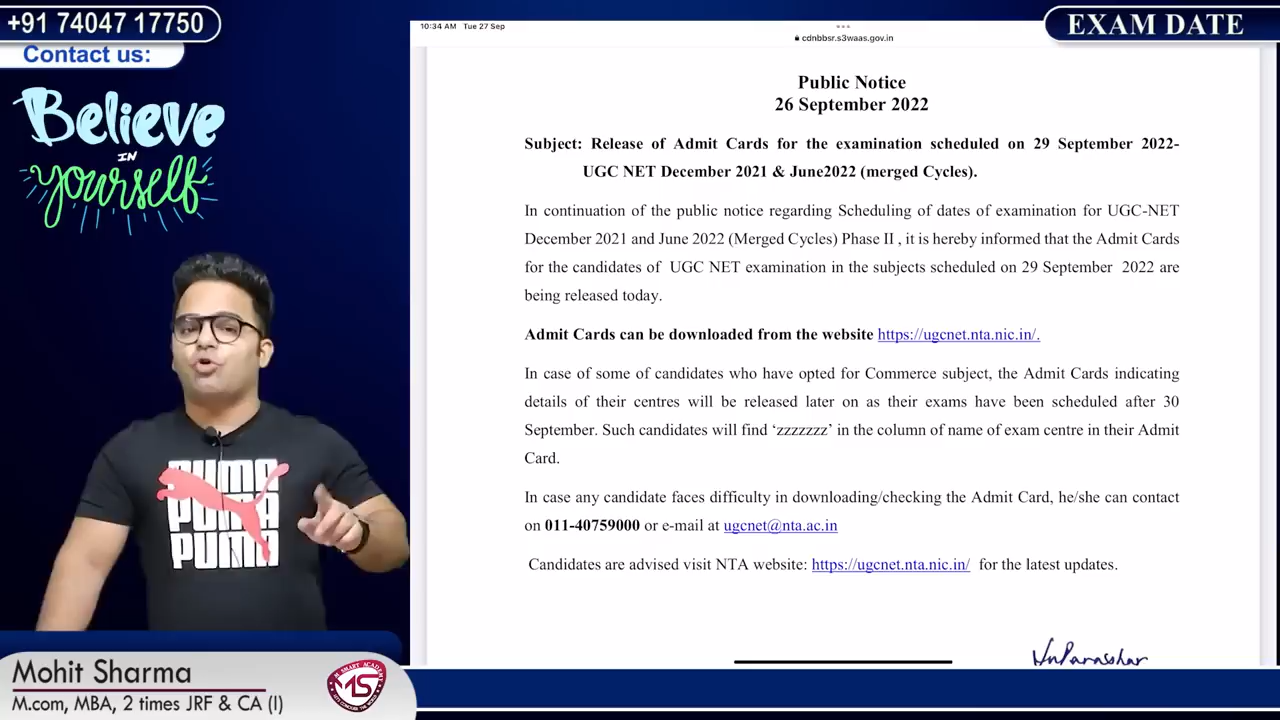 +91 74047 17750
Contact us:
Believe
IN
yourself
PUMA
PUMA
PUMA
Mohit Sharma
M.com, MBA, 2 times JRF & CA (I)
MS
10:34 AM Tue 27 Sep
cdnbbsr.s3waas.gov.in
EXAM DATE
Public Notice
26 September 2022
Subject: Release of Admit Cards for the examination scheduled on 29 September 2022-
UGC NET December 2021 & June2022 (merged Cycles).
In continuation of the public notice regarding Scheduling of dates of examination for UGC-NET
December 2021 and June 2022 (Merged Cycles) Phase II , it is hereby informed that the Admit Cards
for the candidates of UGC NET examination in the subjects scheduled on 29 September 2022 are
being released today.
Admit Cards can be downloaded from the website https://ugcnet.nta.nic.in/.
In case of some of candidates who have opted for Commerce subject, the Admit Cards indicating
details of their centres will be released later on as their exams have been scheduled after 30
September. Such candidates will find ‘zzzzzzz’ in the column of name of exam centre in their Admit
Card.
In case any candidate faces difficulty in downloading/checking the Admit Card, he/she can contact
on 011-40759000 or e-mail at ugcnet@nta.ac.in
Candidates are advised visit NTA website: https://ugcnet.nta.nic.in/ for the latest updates.